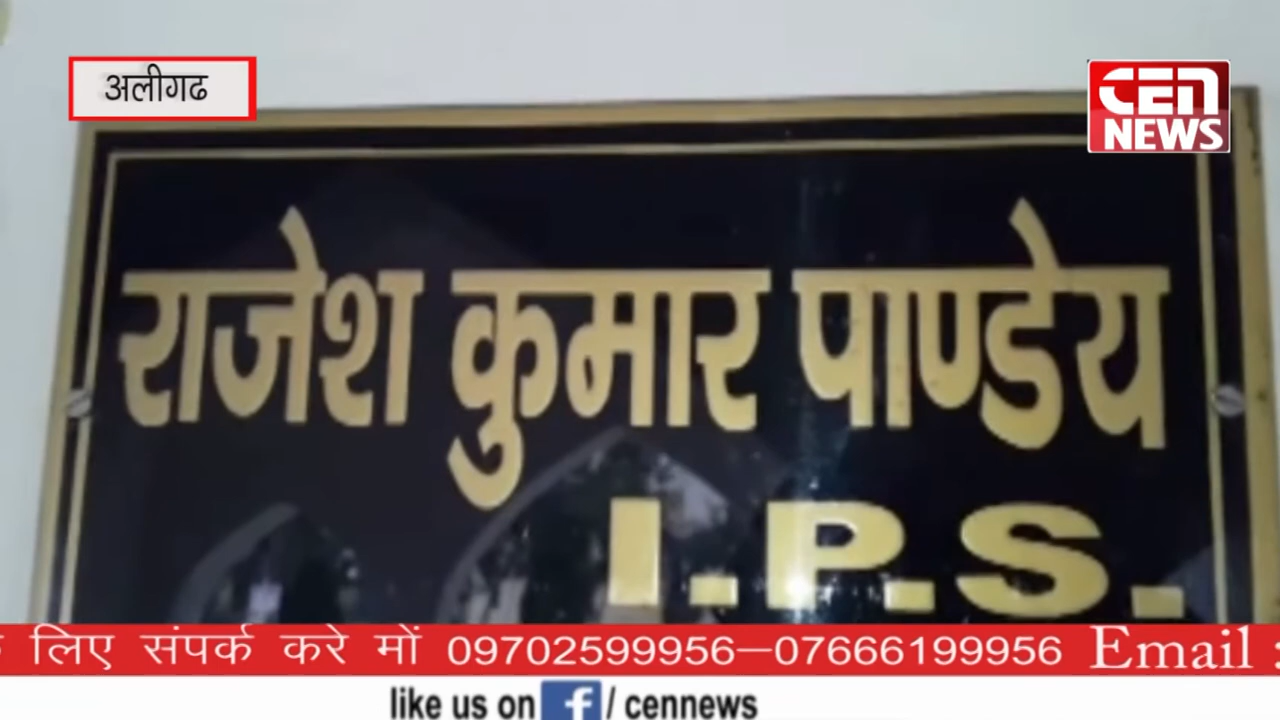 अलीगढ
CEN
NEWS
राजेश कुमार पाण्डेय
I.P.S.
लिए संपर्क करे मों 09702599956–07666199956 Email :
like us on f / cennews